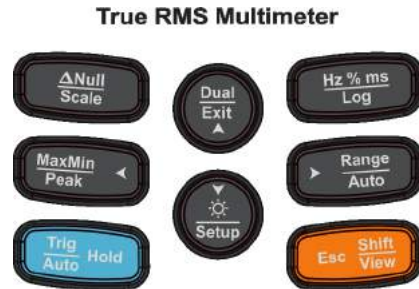 True RMS Multimeter
ΔNull
Scale
Dual
Exit
Hz % ms
Log
MaxMin
Peak
Range
Auto
Setup
Trig
Auto
Hold
Esc
Shift
View